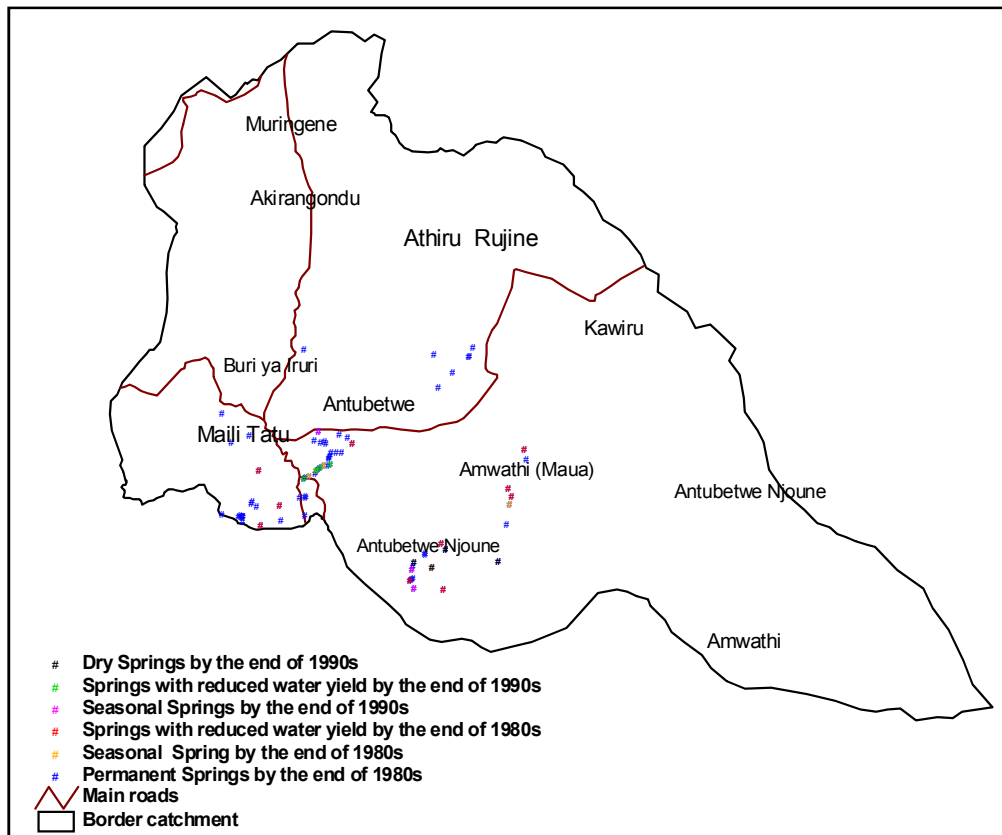 Muringene
Akirangondu
Athiru Rujine
Kawiru
Buri ya Iruri
Antubetwe
Maili Tatu
Amwathi (Maua)
Antubetwe Njoune
Antubetwe Njoune
Amwathi
# Dry Springs by the end of 1990s
# Springs with reduced water yield by the end of 1990s
# Seasonal Springs by the end of 1990s
# Springs with reduced water yield by the end of 1980s
# Seasonal Spring by the end of 1980s
# Permanent Springs by the end of 1980s
Main roads
Border catchment